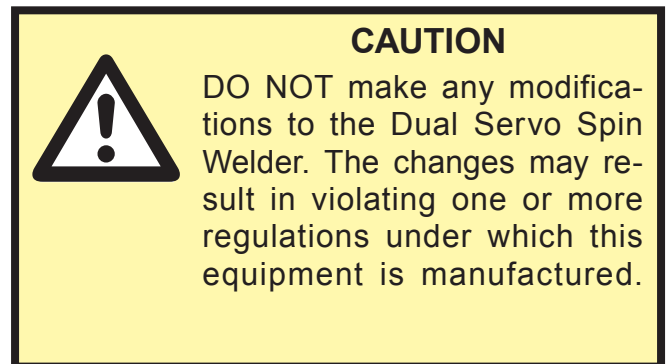 CAUTION
DO NOT make any modifica-
tions to the Dual Servo Spin
Welder. The changes may re-
sult in violating one or more
regulations under which this
equipment is manufactured.